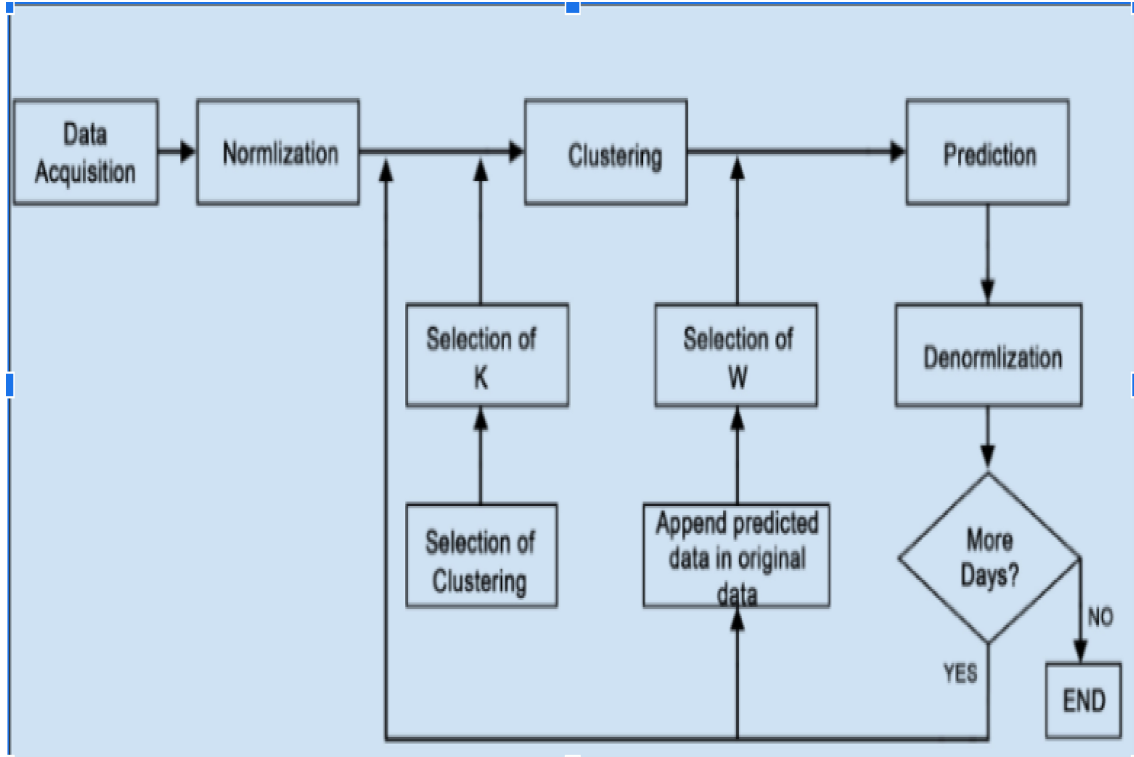 Data
Acquisition
Normlization
Clustering
Prediction
Selection of
K
Selection of
W
Denormlization
Selection of
Clustering
Append predicted
data in original
data
More
Days?
NO
YES
END